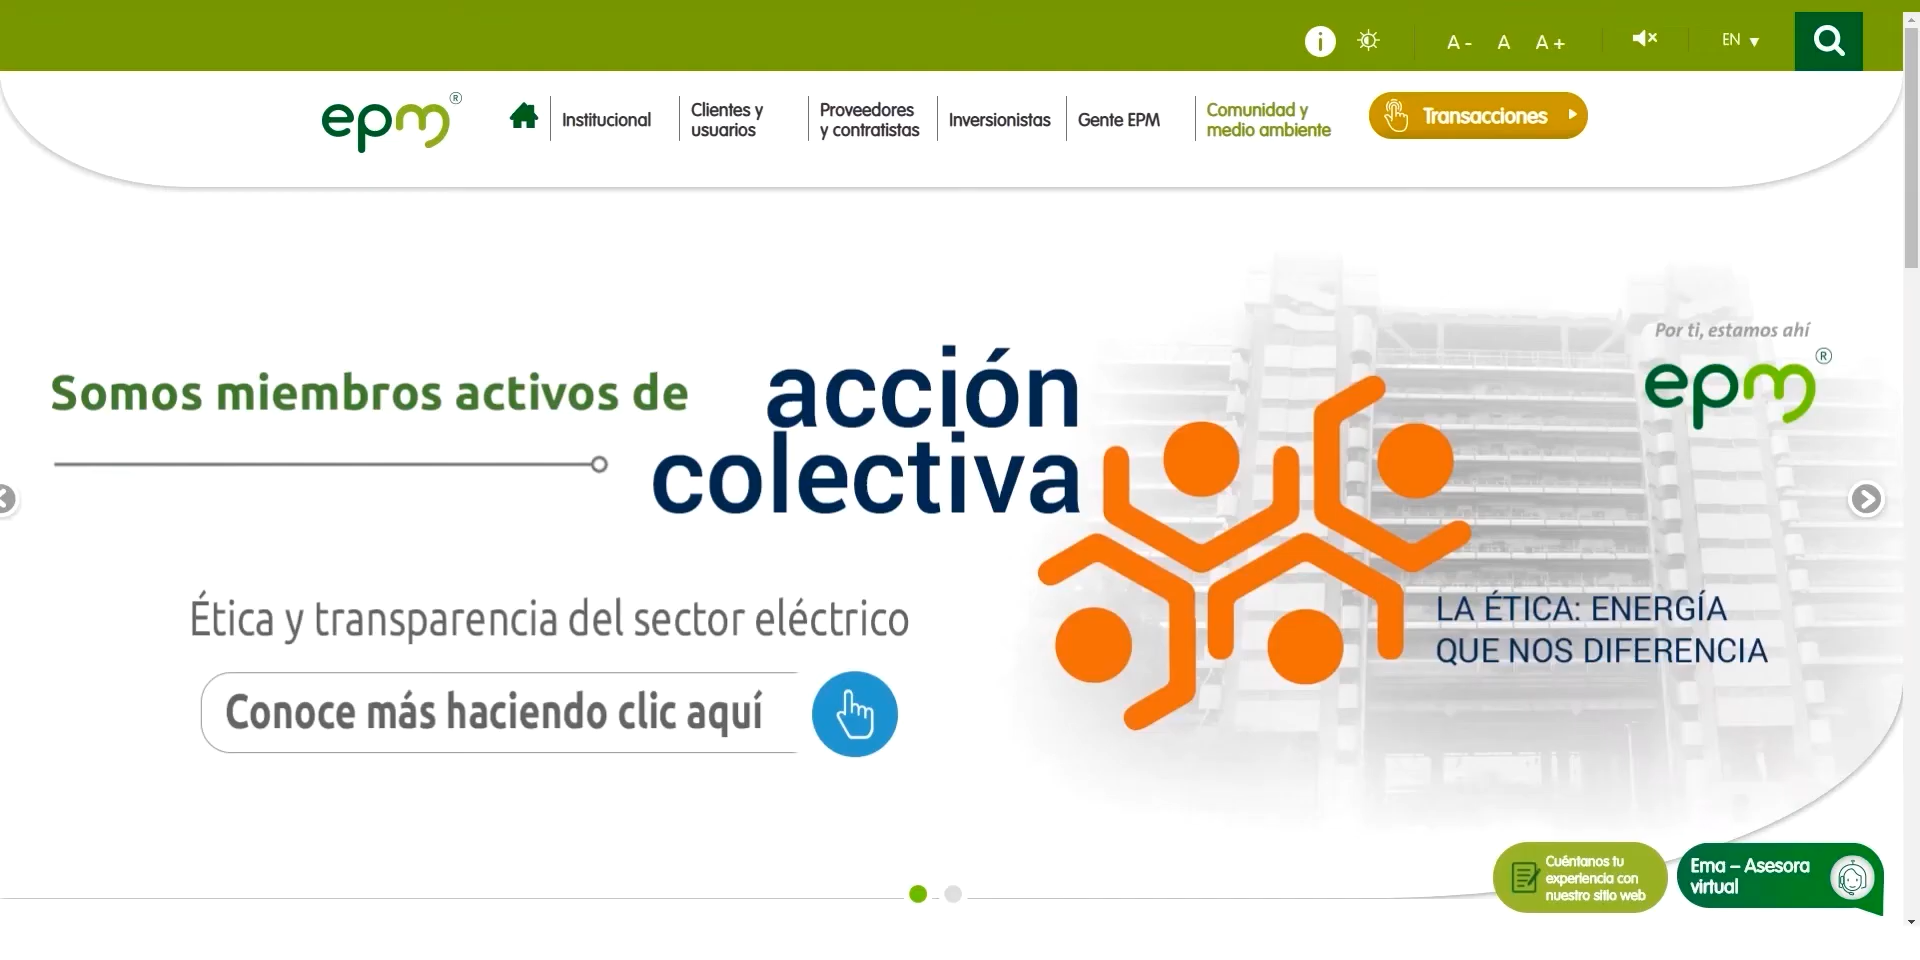 A- A A+ EN
epm®
Institucional
Clientes y
usuarios
Proveedores
y contratistas
Inversionistas
Gente EPM
Comunidad y
medio ambiente
Transacciones
Por ti, estamos ahí
epm®
Somos miembros activos de
acción
colectiva
Ética y transparencia del sector eléctrico
LA ÉTICA: ENERGÍA
QUE NOS DIFERENCIA
Conoce más haciendo clic aquí
Cuéntanos tu
experiencia con
nuestro sitio web
Ema – Asesora
virtual